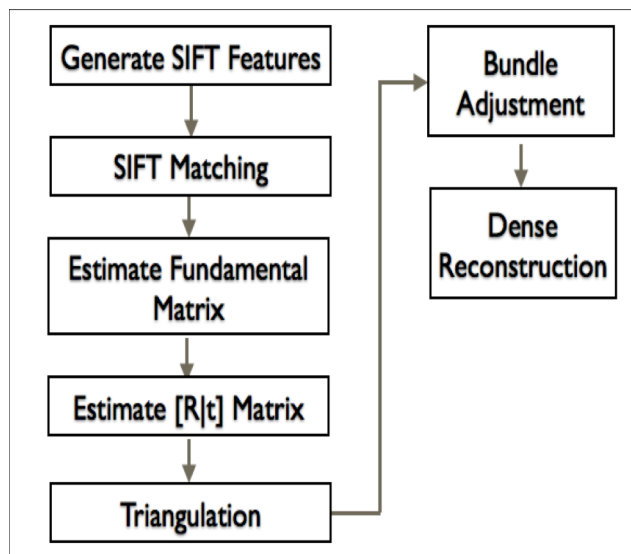 Generate SIFT Features
SIFT Matching
Estimate Fundamental
Matrix
Estimate [R|t] Matrix
Triangulation
Bundle
Adjustment
Dense
Reconstruction